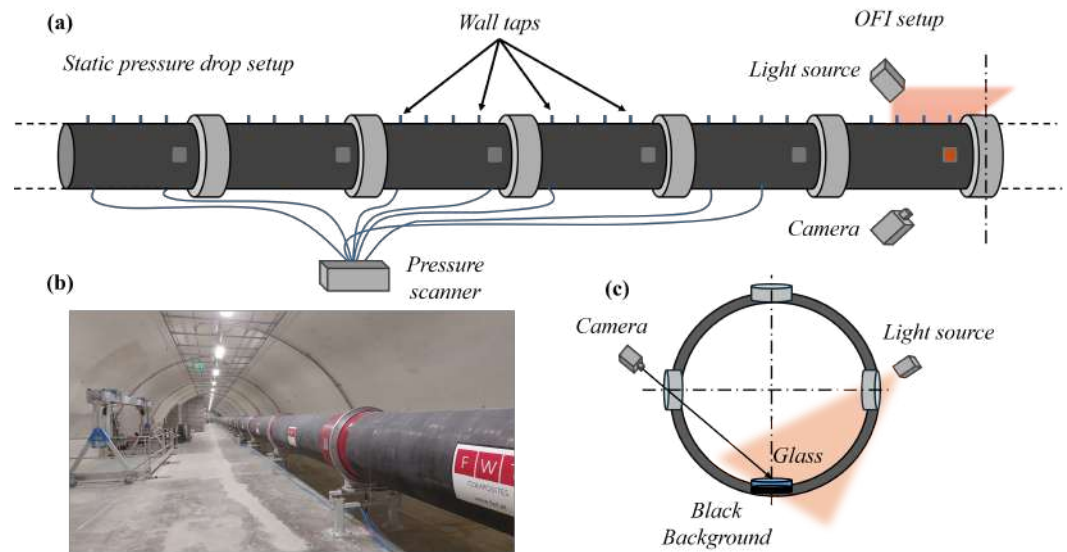 (a)
Wall taps
OFI setup
Static pressure drop setup
Light source
Camera
Pressure
scanner
(b)
(c)
Camera
Light source
Glass
Black
Background
F W T
COMPOSITES